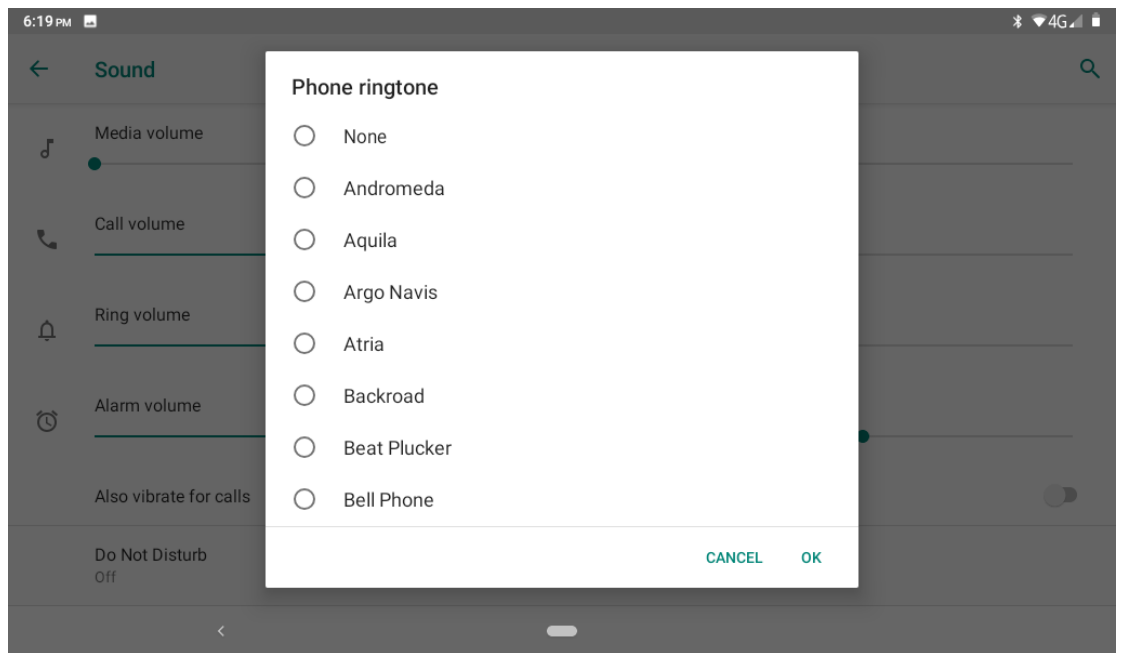 6:19 PM
4G
Sound
Phone ringtone
None
Andromeda
Aquila
Argo Navis
Atria
Backroad
Beat Plucker
Bell Phone
CANCEL OK
Media volume
Call volume
Ring volume
Alarm volume
Also vibrate for calls
Do Not Disturb
Off